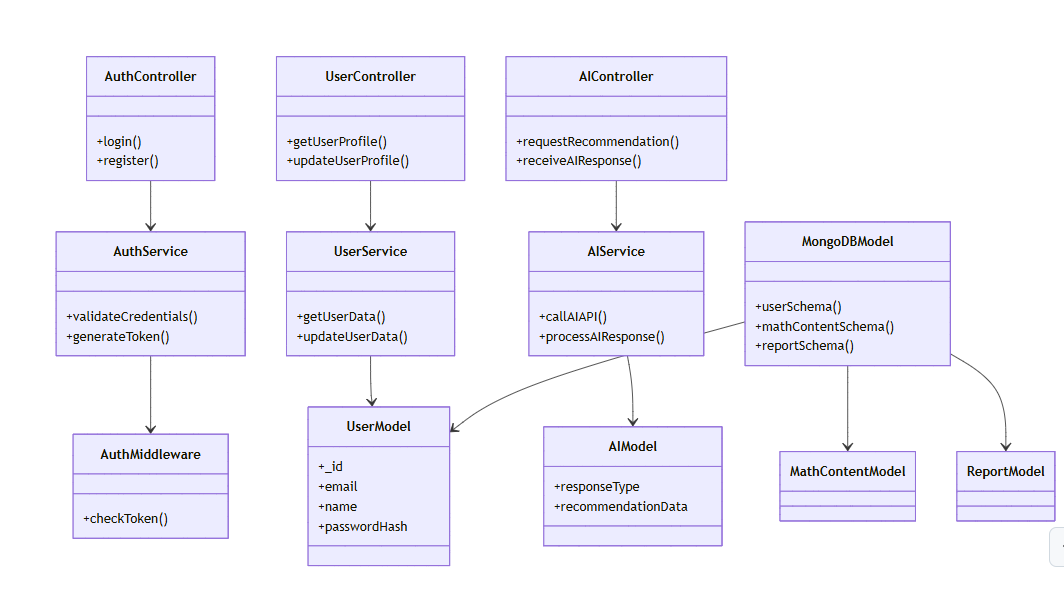 AuthController
+login()
+register()
UserController
+getUserProfile()
+updateUserProfile()
AIController
+requestRecommendation()
+receiveAIResponse()
AuthService
+validateCredentials()
+generateToken()
UserService
+getUserData()
+updateUserData()
AIService
+callAIAPI()
+processAIResponse()
MongoDBModel
+userSchema()
+mathContentSchema()
+reportSchema()
AuthMiddleware
+checkToken()
UserModel
+_id
+email
+name
+passwordHash
AIModel
+responseType
+recommendationData
MathContentModel
ReportModel